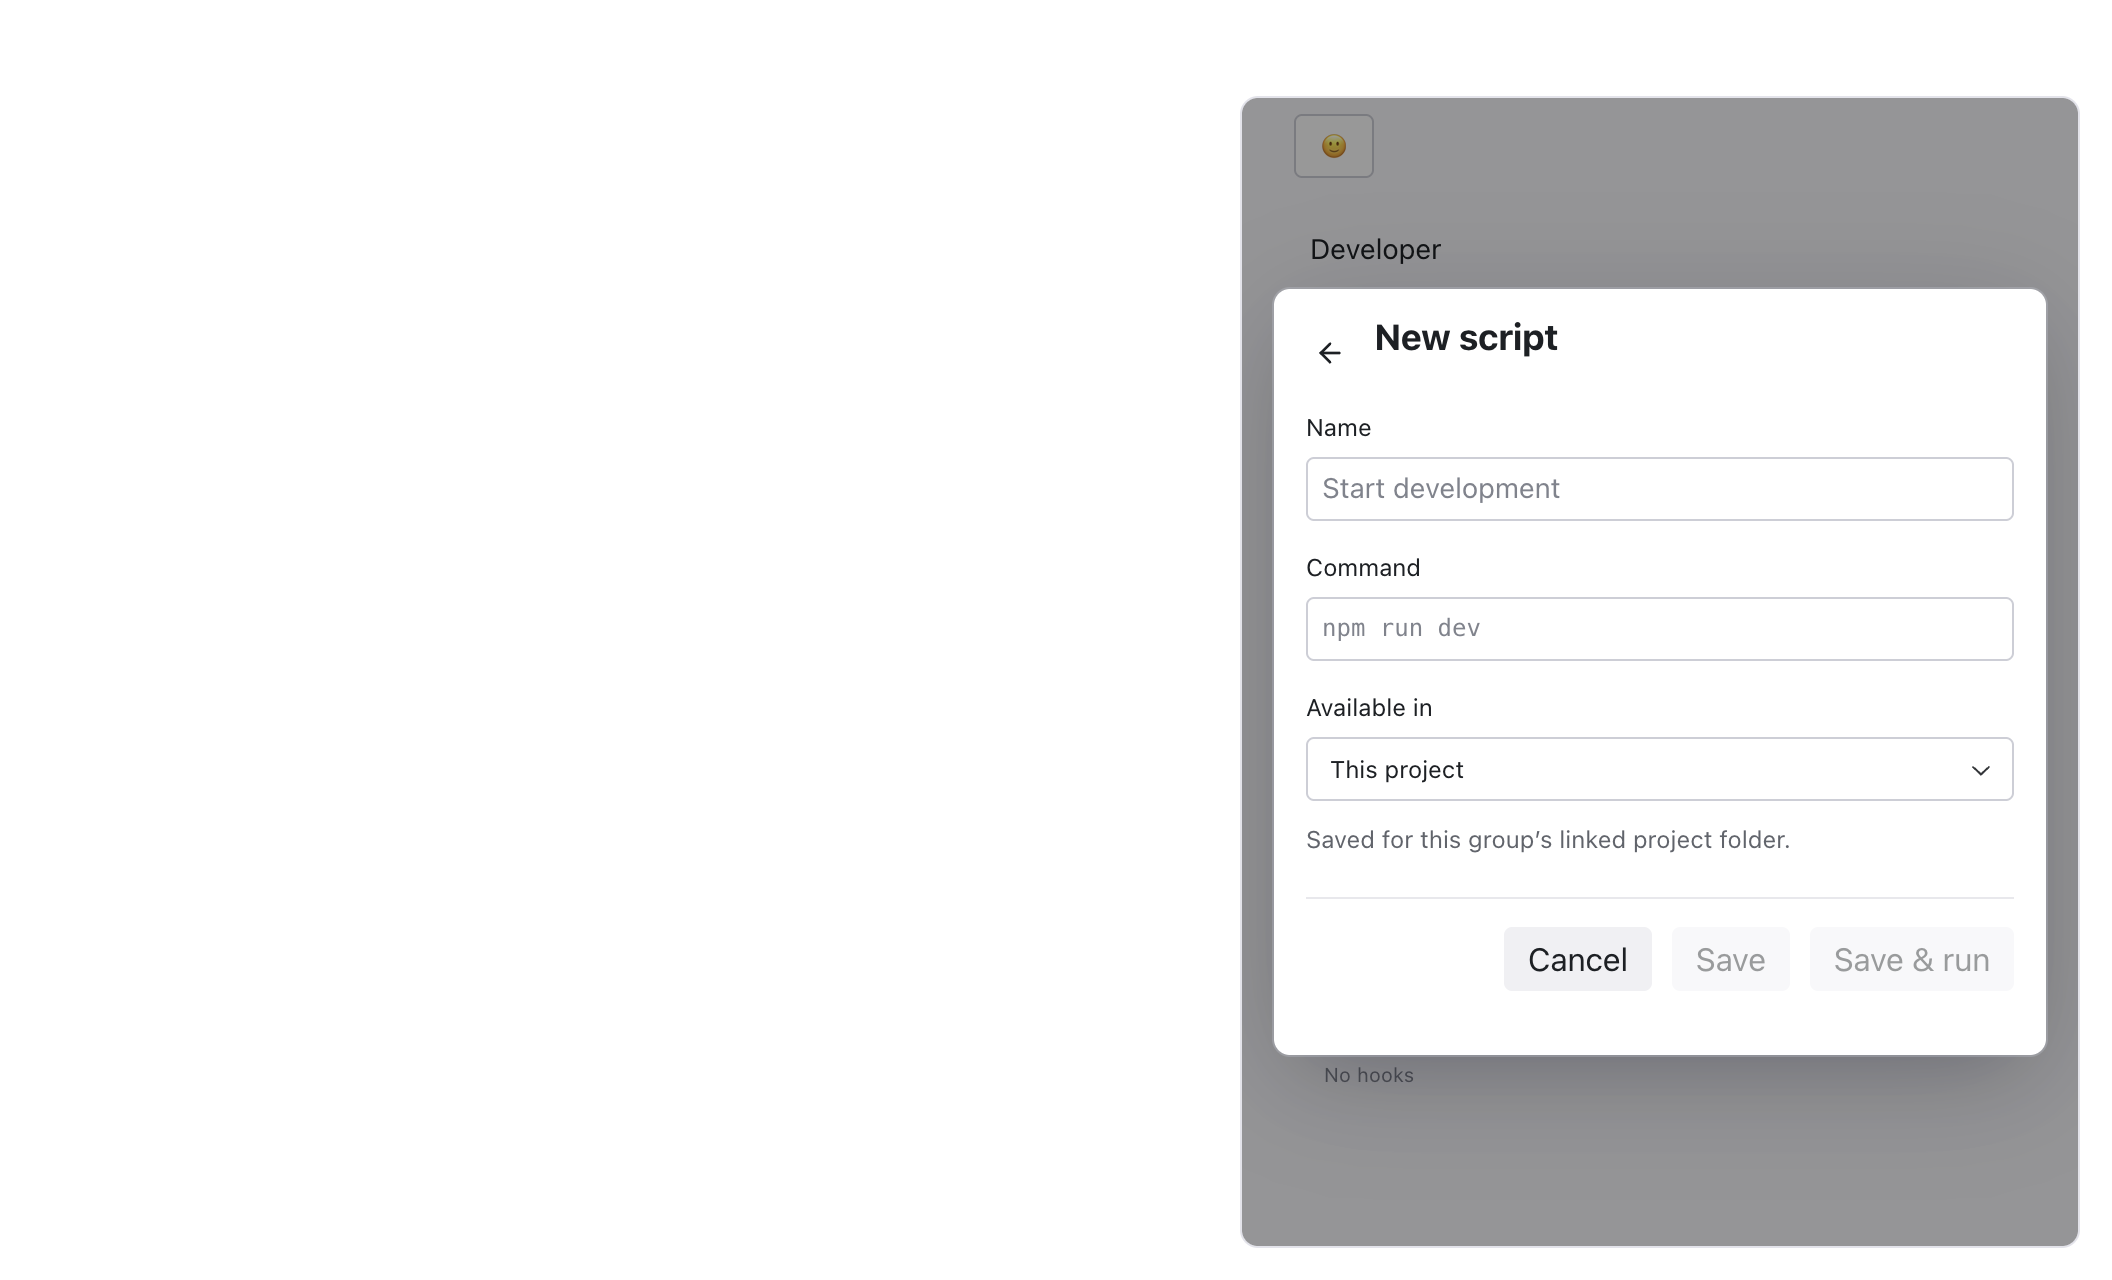 Developer
New script
Name
Start development
Command
npm run dev
Available in
This project
Saved for this group’s linked project folder.
Cancel
Save
Save & run
No hooks